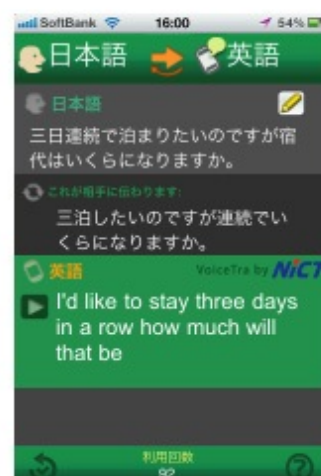 SoftBank 16:00 54%
日本語 英語
日本語
三日連続で泊まりたいのですが宿
代はいくらになりますか。
これが相手に伝わります:
三泊したいのですが連続でい
くらになりますか。
英語 VoiceTra by NICT
I'd like to stay three days
in a row how much will
that be
利用回数
92
?